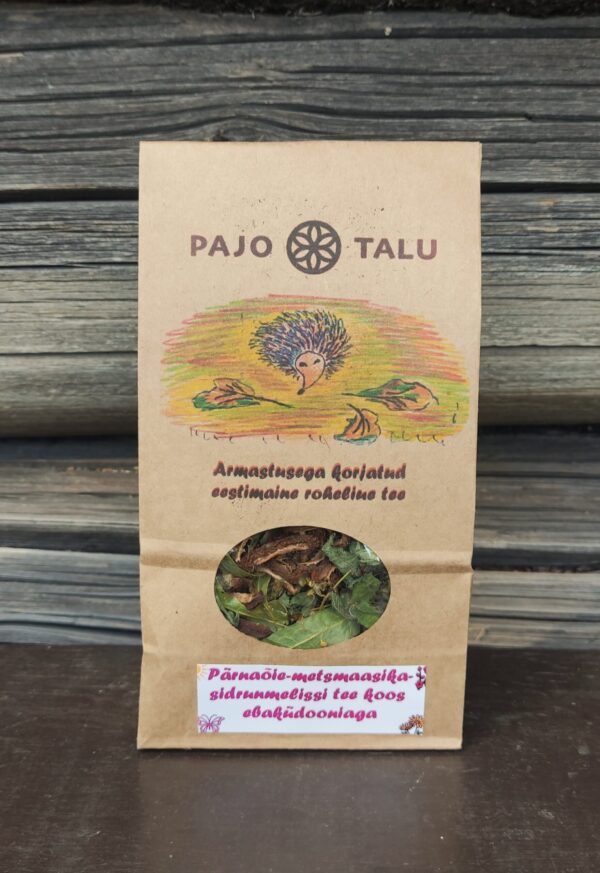 PAJO TALU
Armastusega korjatud
eestimaine roheline tee
Pärnaõie-metsmaasika-
sidrunmelissi tee koos
ebaküdooniaga